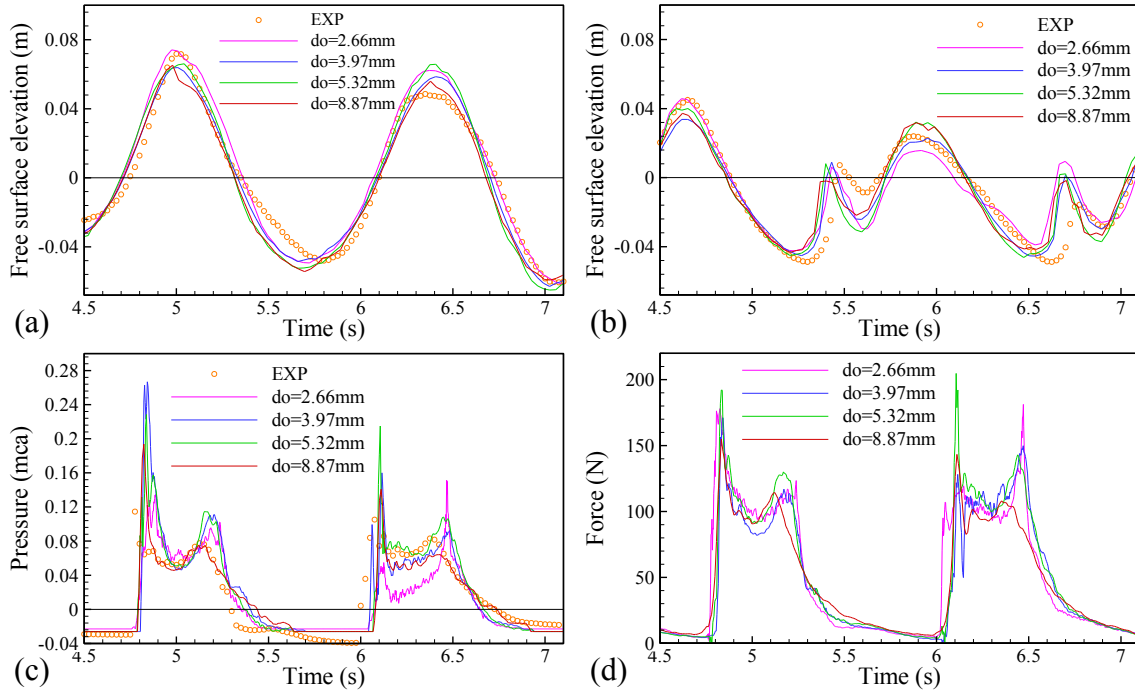 0.08
0.04
0
-0.04
Free surface elevation (m)
EXP
do=2.66mm
do=3.97mm
do=5.32mm
do=8.87mm
4.5 5 5.5 6 6.5 7
Time (s)
(a)
0.08
0.04
0
-0.04
Free surface elevation (m)
EXP
do=2.66mm
do=3.97mm
do=5.32mm
do=8.87mm
4.5 5 5.5 6 6.5 7
Time (s)
(b)
0.28
0.24
0.2
0.16
0.12
0.08
0.04
0
-0.04
Pressure (mca)
EXP
do=2.66mm
do=3.97mm
do=5.32mm
do=8.87mm
4.5 5 5.5 6 6.5 7
Time (s)
(c)
200
150
100
50
0
Force (N)
do=2.66mm
do=3.97mm
do=5.32mm
do=8.87mm
4.5 5 5.5 6 6.5 7
Time (s)
(d)